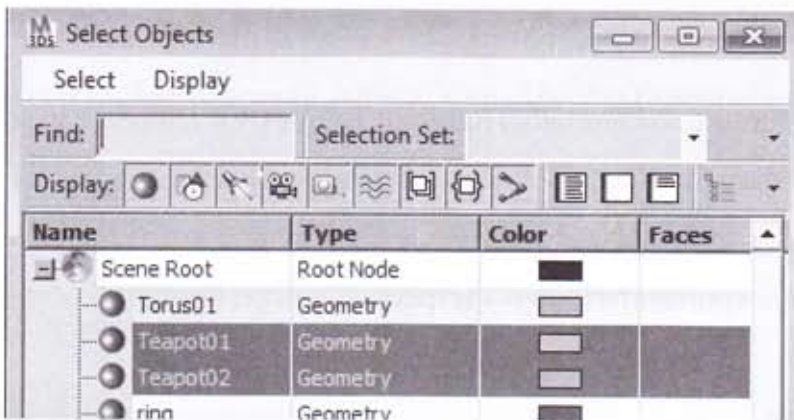 M
3DS Select Objects
Select Display
Find: Selection Set:
Display:
Name Type Color Faces
Scene Root Root Node
Torus01 Geometry
Teapot01 Geometry
Teapot02 Geometry
ring Geometry